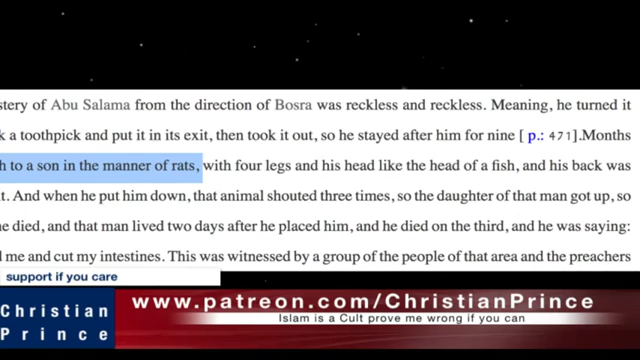 stery of Abu Salama from the direction of Bosra was reckless and reckless. Meaning, he turned it
k a toothpick and put it in its exit, then took it out, so he stayed after him for nine [ p.: 471].Months
h to a son in the manner of rats, with four legs and his head like the head of a fish, and his back was
t. And when he put him down, that animal shouted three times, so the daughter of that man got up, so
e died, and that man lived two days after he placed him, and he died on the third, and he was saying:
d me and cut my intestines. This was witnessed by a group of the people of that area and the preachers
support if you care
Christian
Prince
www.patreon.com/ChristianPrince
Islam is a Cult prove me wrong if you can